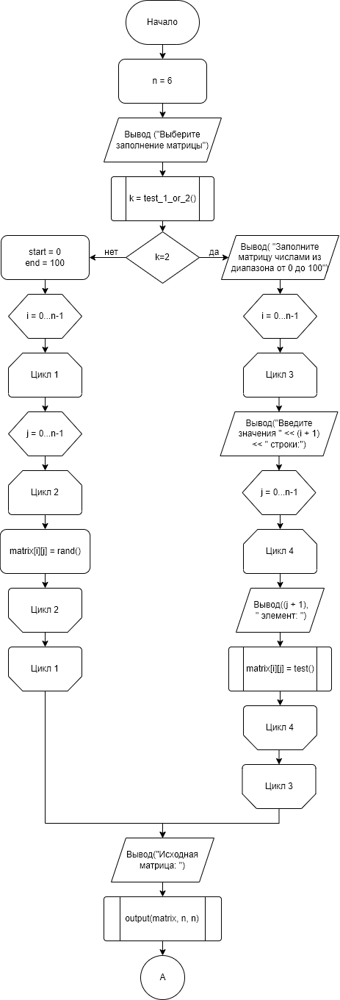 Начало
n = 6
Вывод ("Выберите
заполнение матрицы")
k = test_1_or_2()
k=2
нет
да
start = 0
end = 100
i = 0...n-1
Цикл 1
j = 0...n-1
Цикл 2
matrix[i][j] = rand()
Цикл 2
Цикл 1
Вывод( "Заполните
матрицу числами из
диапазона от 0 до 100")
i = 0...n-1
Цикл 3
Вывод("Введите
значения " << (i + 1)
<< " строки:")
j = 0...n-1
Цикл 4
Вывод((j + 1),
" элемент: ")
matrix[i][j] = test()
Цикл 4
Цикл 3
Вывод("Исходная
матрица: ")
output(matrix, n, n)
A